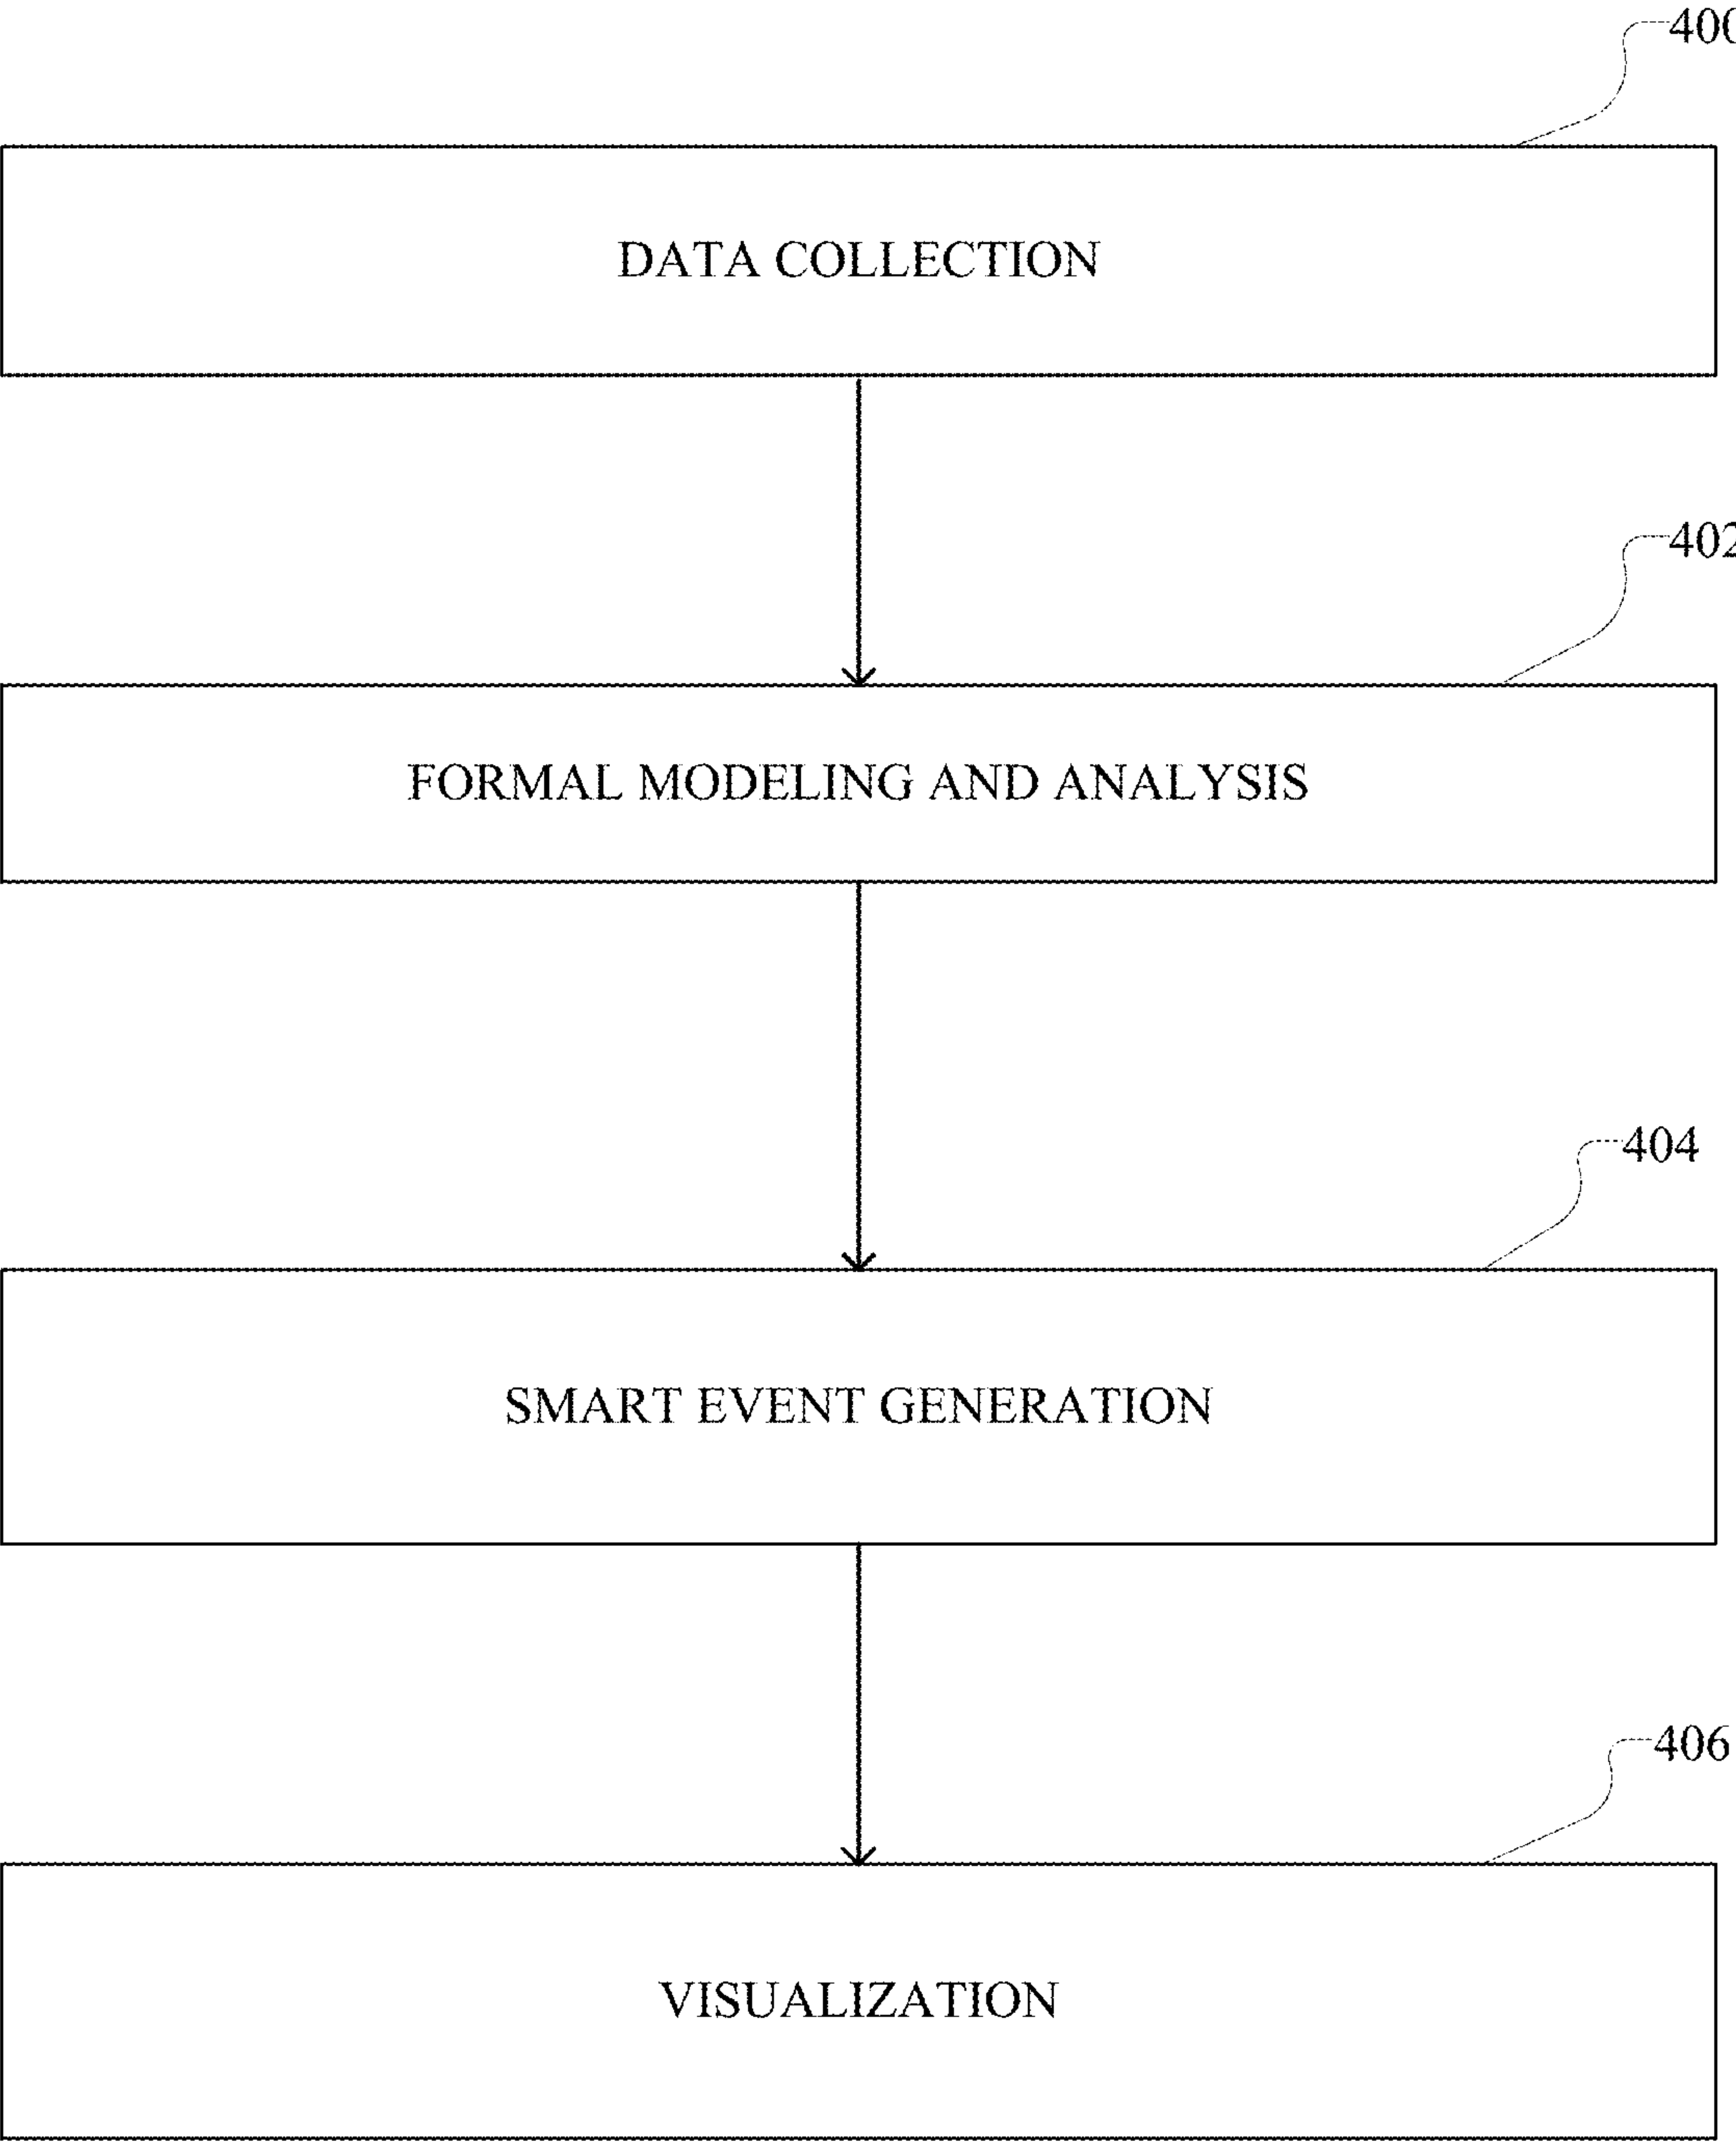 400
DATA COLLECTION
402
FORMAL MODELING AND ANALYSIS
404
SMART EVENT GENERATION
406
VISUALIZATION